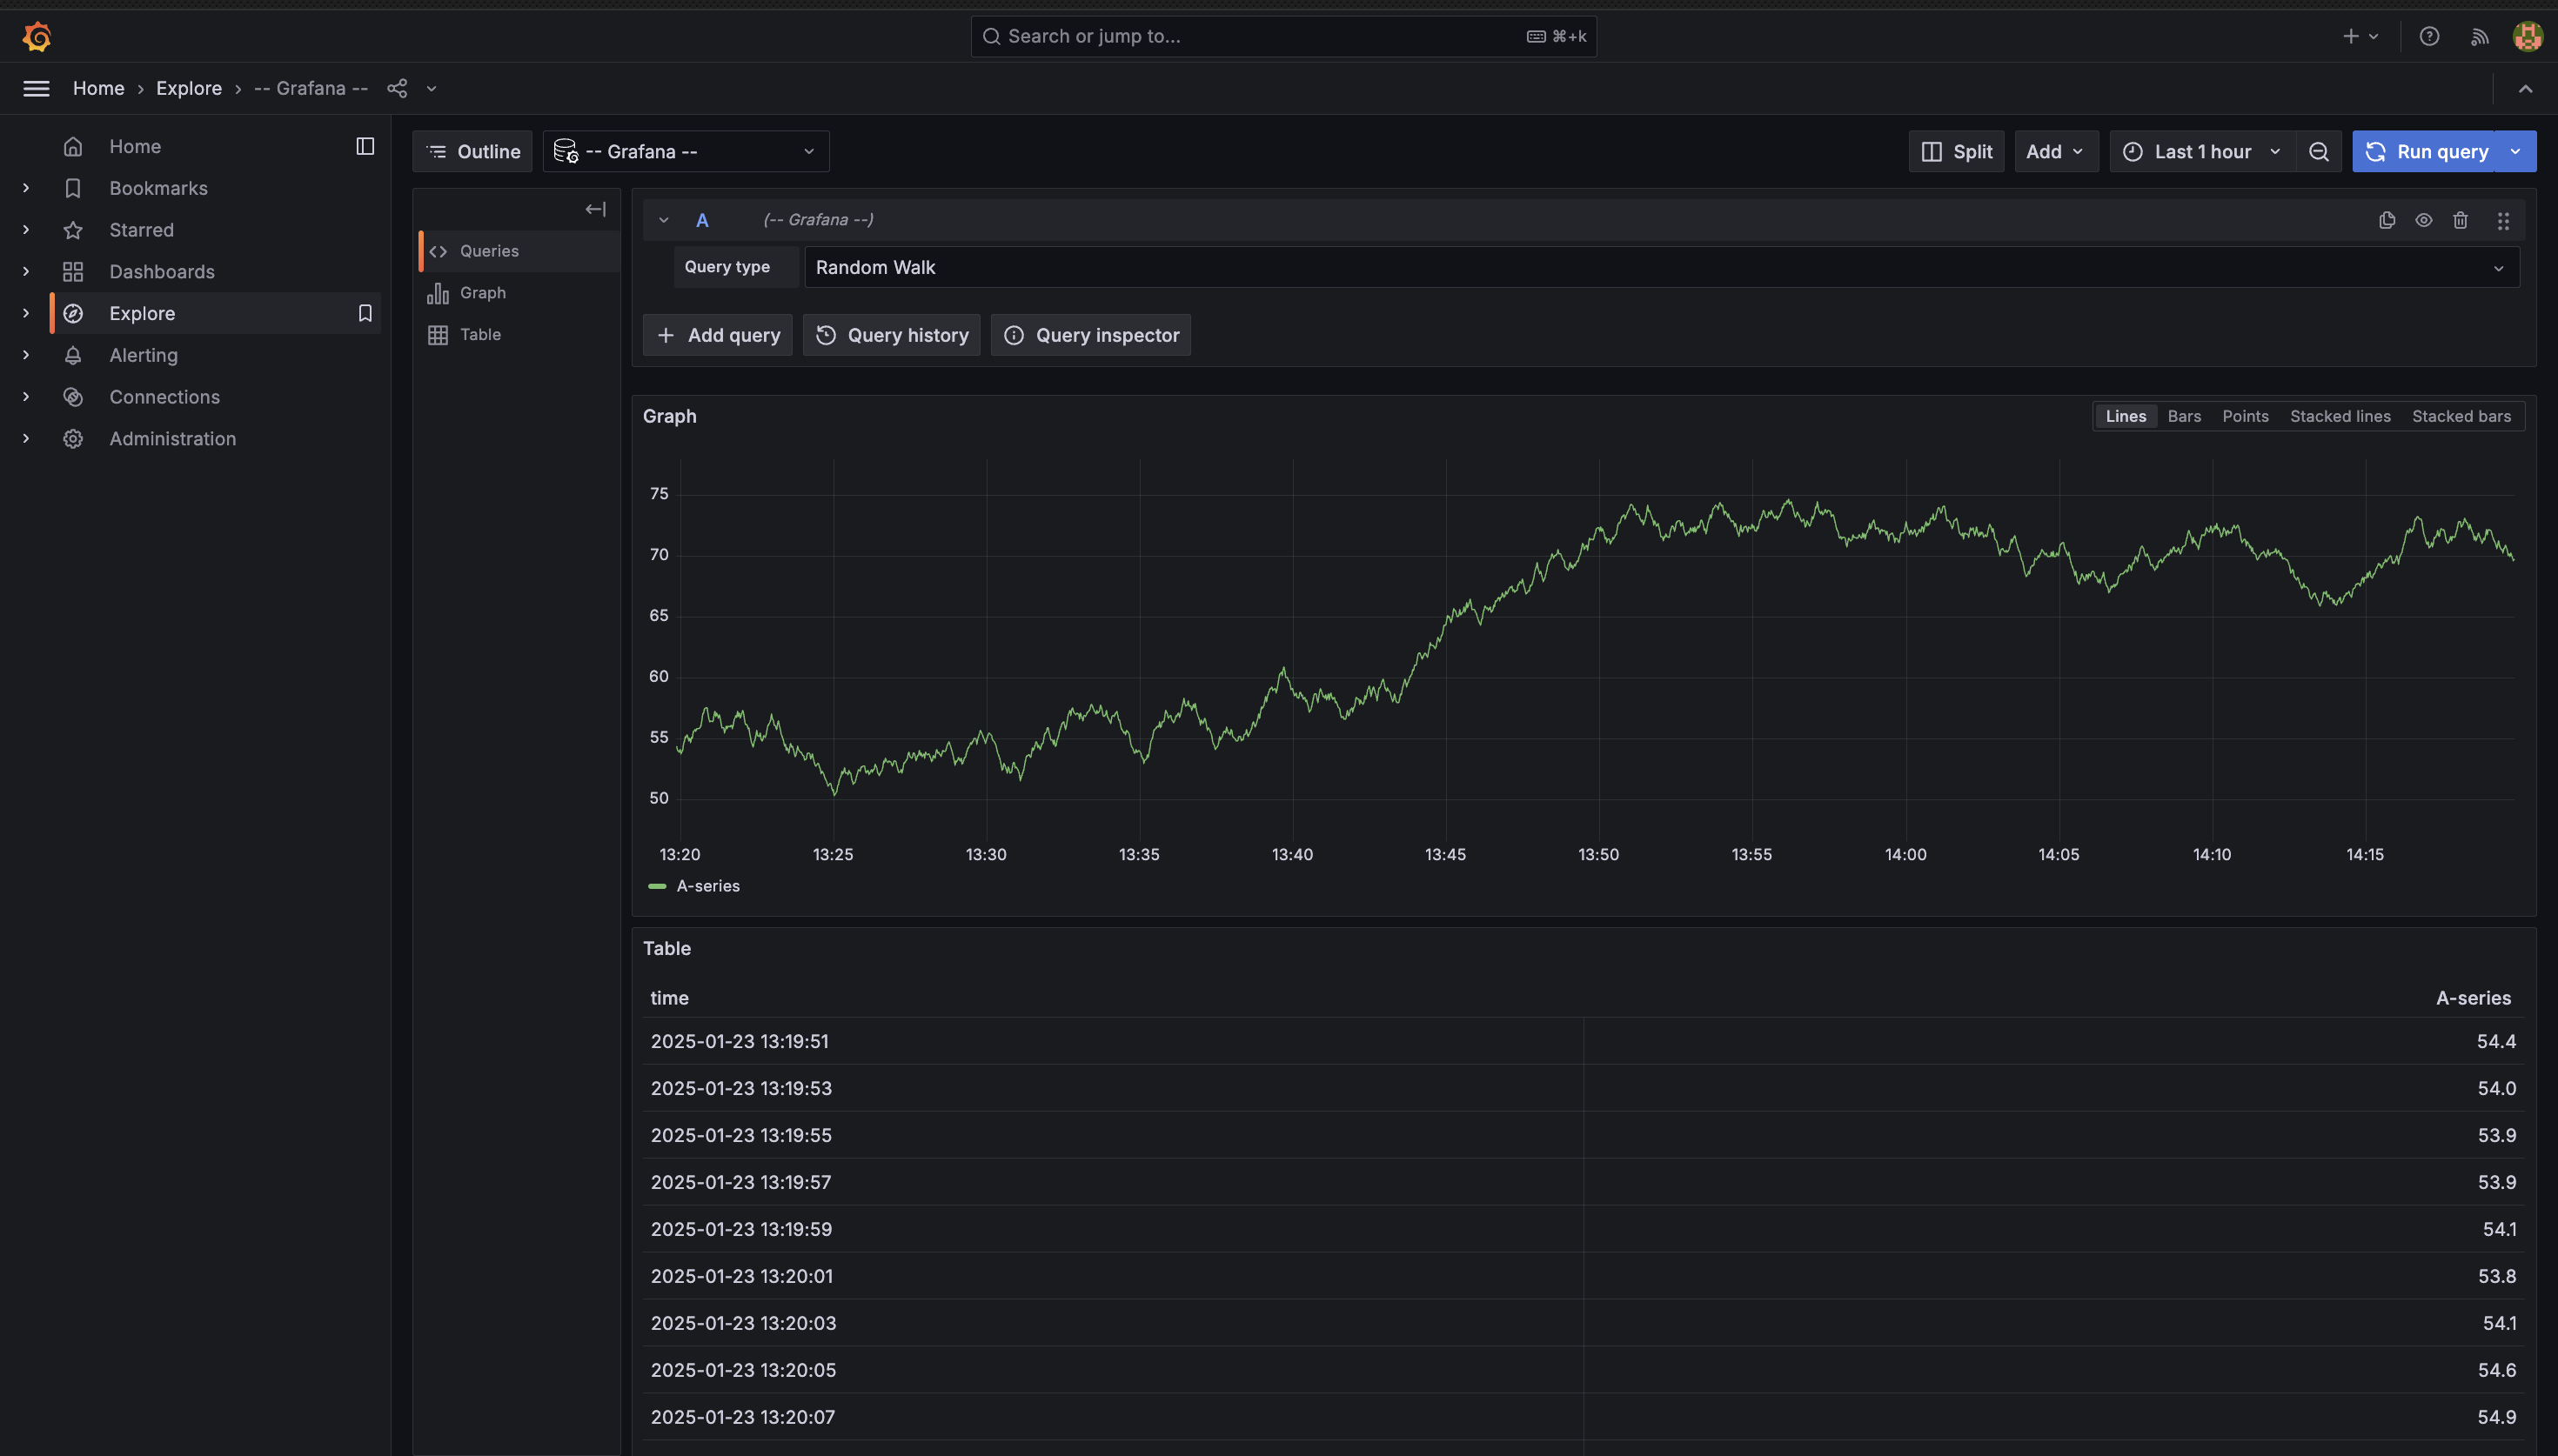 Search or jump to...
⌘+k
Home › Explore › -- Grafana --
Home
Bookmarks
Starred
Dashboards
Explore
Alerting
Connections
Administration
Outline
-- Grafana --
Split
Add
Last 1 hour
Run query
Queries
Graph
Table
A (-- Grafana --)
Query type
Random Walk
Add query
Query history
Query inspector
Graph
Lines Bars Points Stacked lines Stacked bars
75
70
65
60
55
50
13:20 13:25 13:30 13:35 13:40 13:45 13:50 13:55 14:00 14:05 14:10 14:15
A-series
Table
time A-series
2025-01-23 13:19:51 54.4
2025-01-23 13:19:53 54.0
2025-01-23 13:19:55 53.9
2025-01-23 13:19:57 53.9
2025-01-23 13:19:59 54.1
2025-01-23 13:20:01 53.8
2025-01-23 13:20:03 54.1
2025-01-23 13:20:05 54.6
2025-01-23 13:20:07 54.9